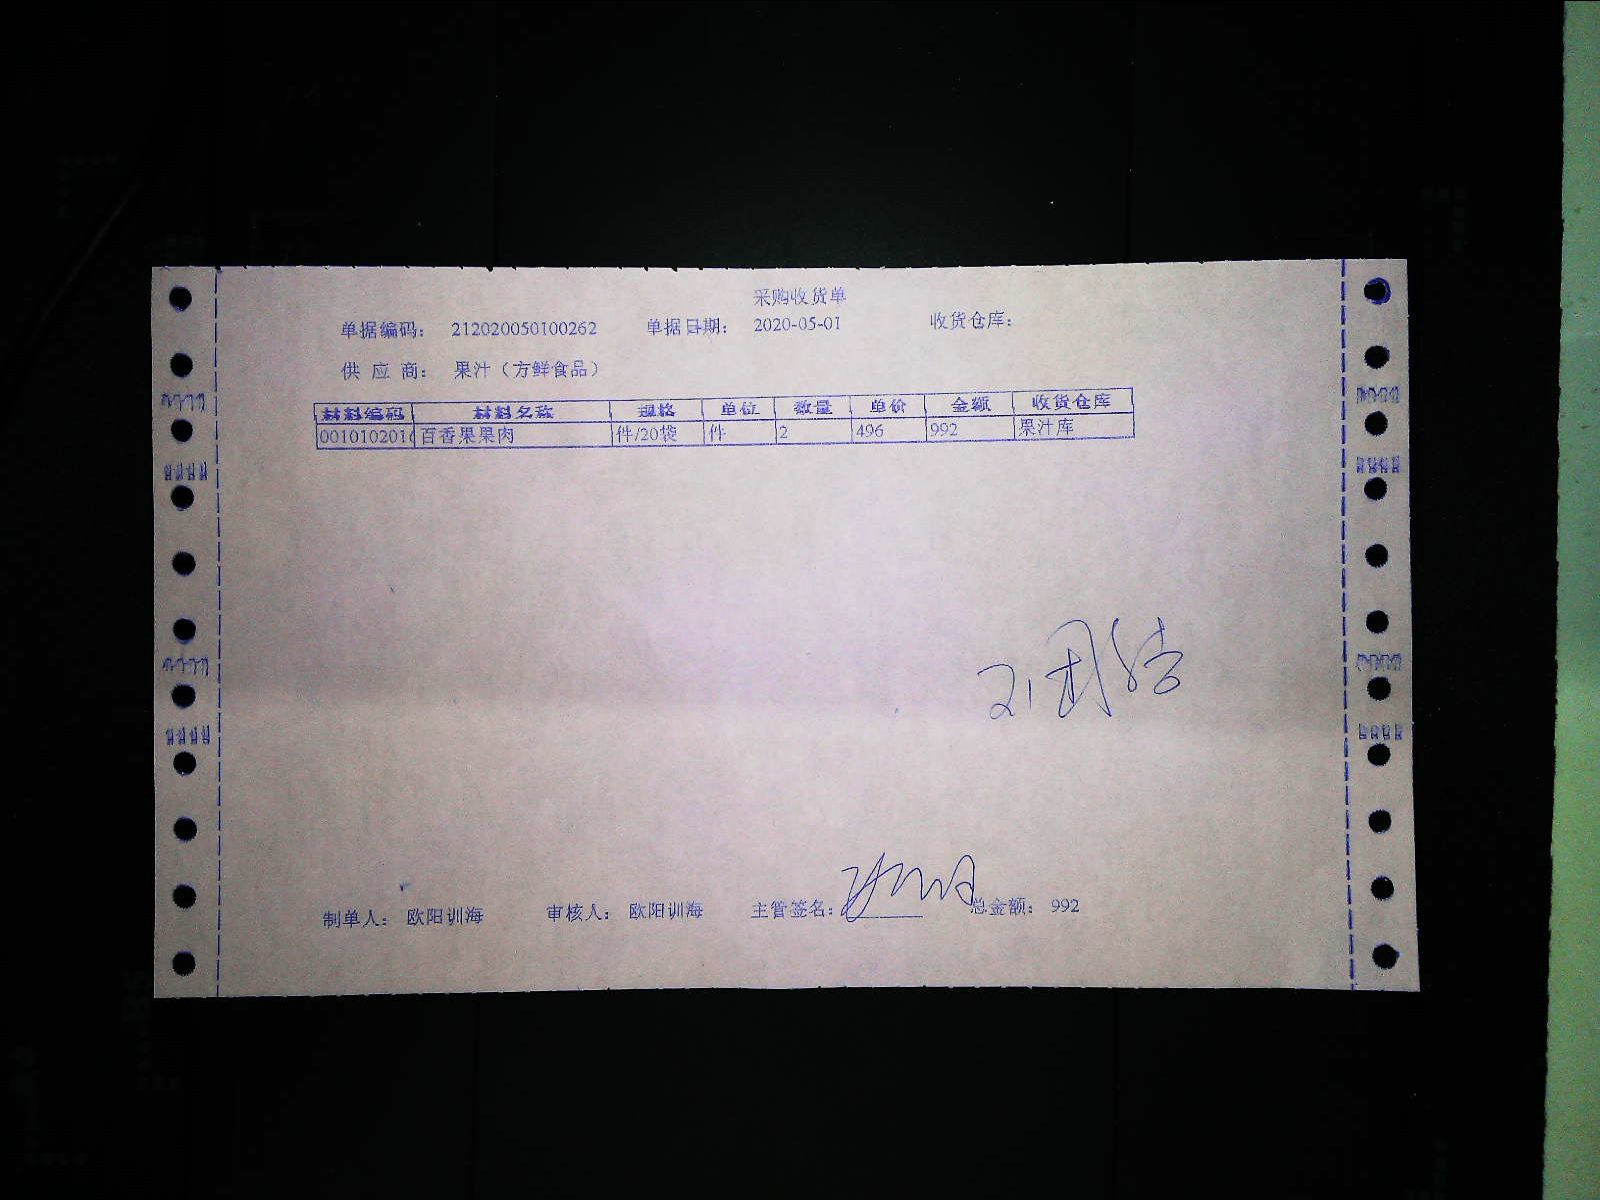 采购收货单
单据编码： 212020050100262 单据日期： 2020-05-01 收货仓库：
供 应 商： 果汁（方鲜食品）
材料编码 材料名称 规格 单位 数量 单价 金额 收货仓库
001010201 百香果果肉 件/20袋 件 2 496 992 果汁库
制单人： 欧阳训海 审核人： 欧阳训海 主管签名： 总金额： 992